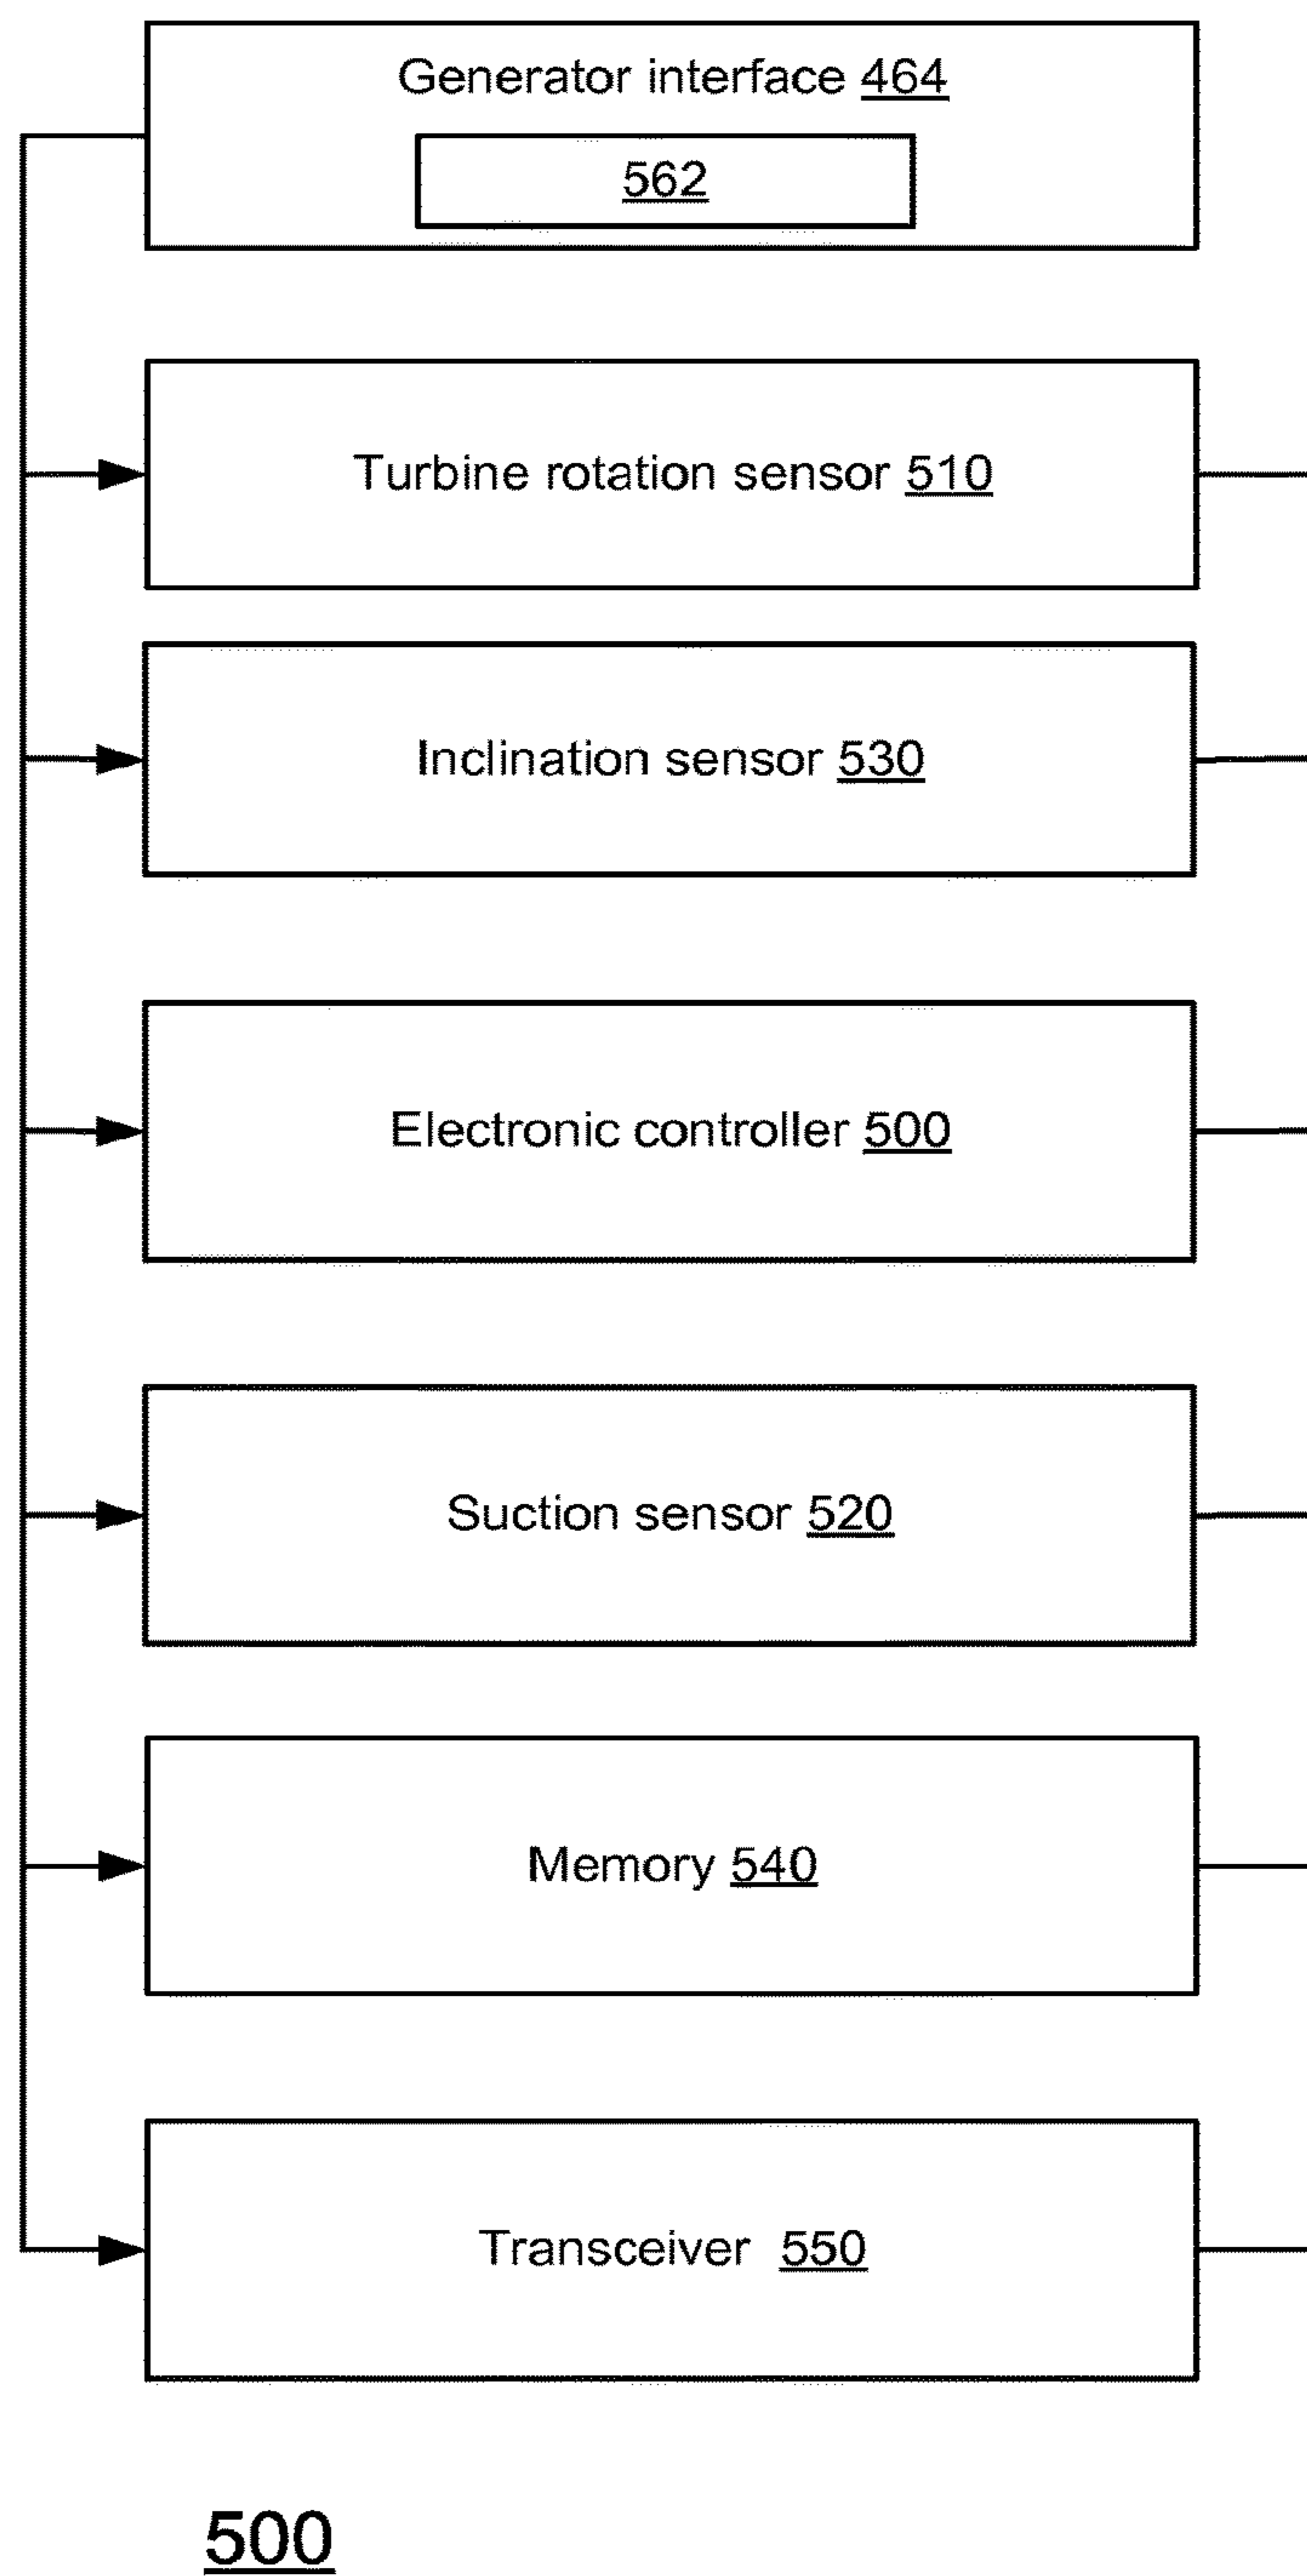 Generator interface 464
562
Turbine rotation sensor 510
Inclination sensor 530
Electronic controller 500
Suction sensor 520
Memory 540
Transceiver 550
500